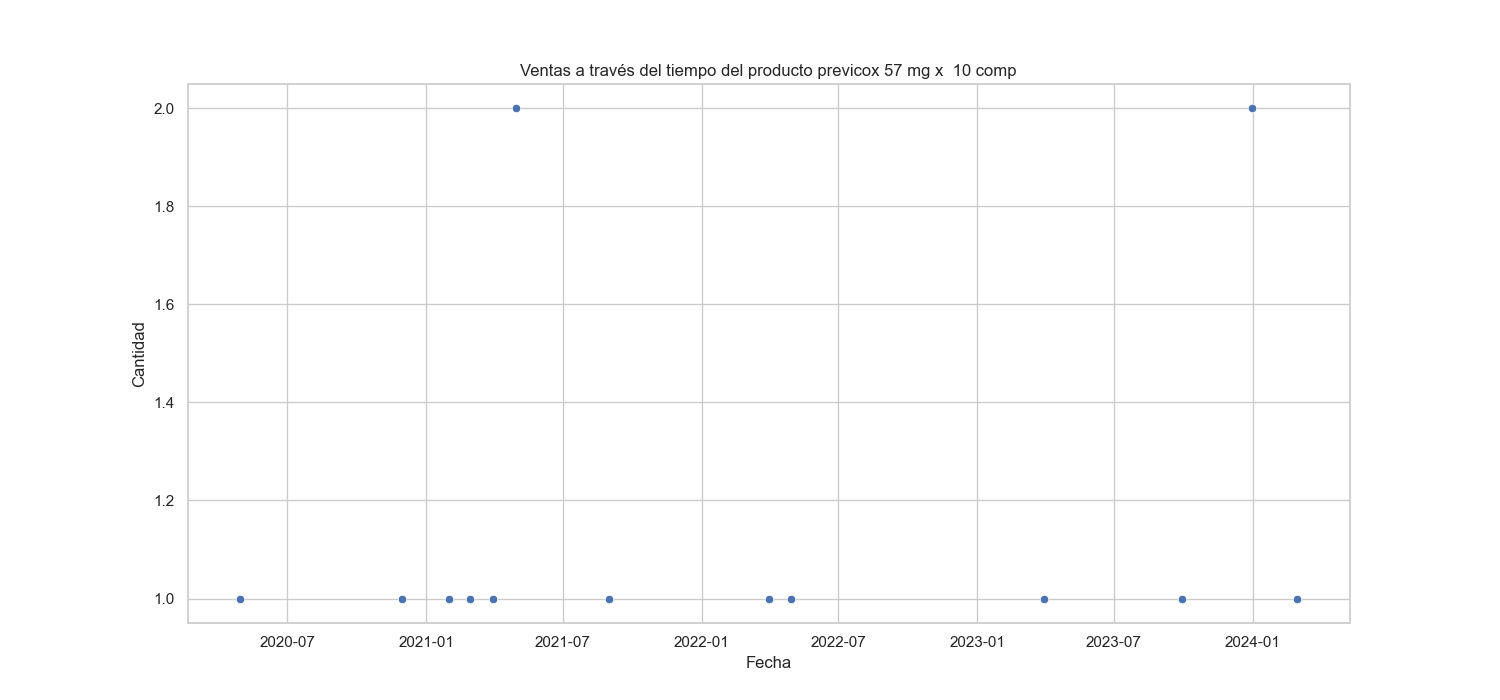 Ventas a través del tiempo del producto previcox 57 mg x  10 comp
Cantidad
2.0
1.8
1.6
1.4
1.2
1.0
2020-07 2021-01 2021-07 2022-01 2022-07 2023-01 2023-07 2024-01
Fecha